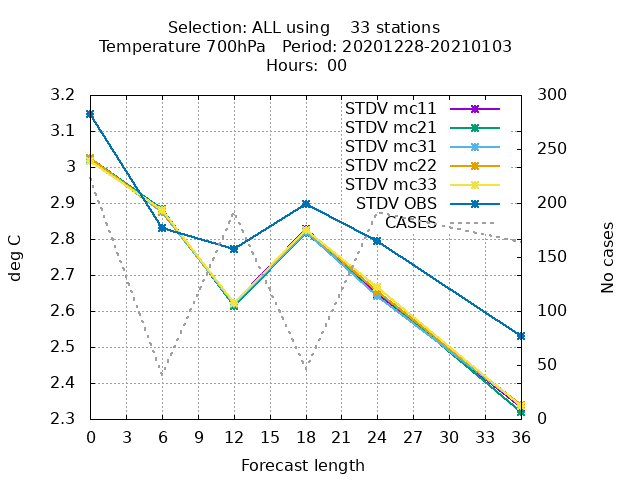 Selection: ALL using 33 stations
Temperature 700hPa Period: 20201228-20210103
Hours: 00
3.2
3.1
3
2.9
2.8
2.7
2.6
2.5
2.4
2.3
deg C
STDV mc11
STDV mc21
STDV mc31
STDV mc22
STDV mc33
STDV OBS
CASES
300
250
200
150
100
50
0
No cases
0 3 6 9 12 15 18 21 24 27 30 33 36
Forecast length